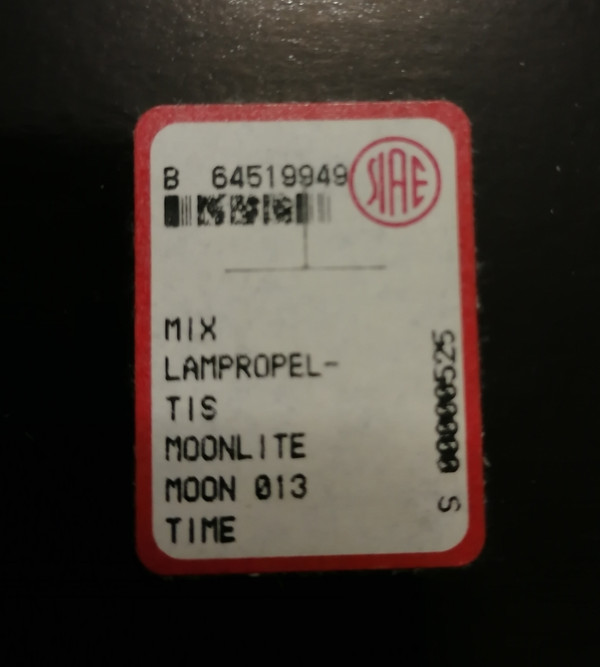 B 64519949
SIAE
MIX
LAMPROPEL-
TIS
MOONLITE
MOON 013
TIME
S 00000525